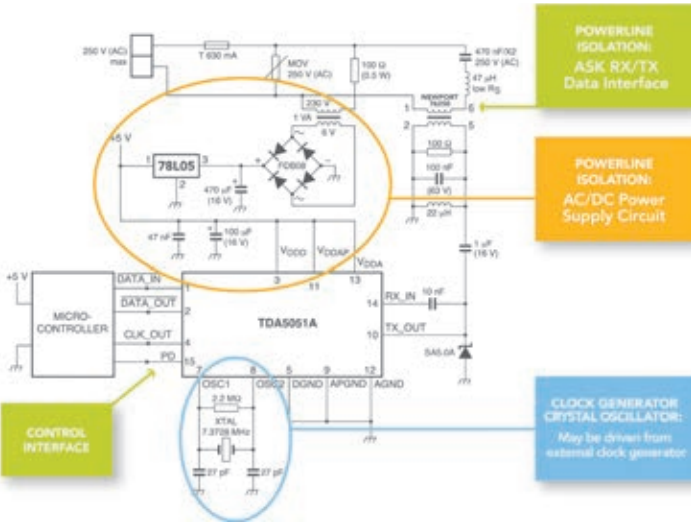 250 V (AC)
max
T 630 mA
MOV
250 V (AC)
100 Ω
(0.5 W)
470 nF/X2
250 V (AC)
47 µH
low Rg
POWERLINE
ISOLATION:
ASK RX/TX
Data Interface
NEWPORT
1
6
2
5
230 V
1 VA
6 V
+5 V
1
78L05
3
2
+
FDB08
−
470 µF
(16 V)
100 Ω
100 nF
(63 V)
22 µH
POWERLINE
ISOLATION:
AC/DC Power
Supply Circuit
47 nF
100 µF
(16 V)
VDDD
VDDAP
VDDA
1 µF
(16 V)
3
11
13
+5 V
MICRO-
CONTROLLER
DATA_IN
1
DATA_OUT
2
CLK_OUT
4
PD
15
TDA5051A
14
RX_IN
10 nF
10
TX_OUT
SA5.0A
7
8
5
9
12
OSC1
OSC2
DGND
APGND
AGND
2.2 MΩ
XTAL
7.3728 MHz
27 pF
27 pF
CONTROL
INTERFACE
CLOCK GENERATOR
CRYSTAL OSCILLATOR:
May be driven from
external clock generator